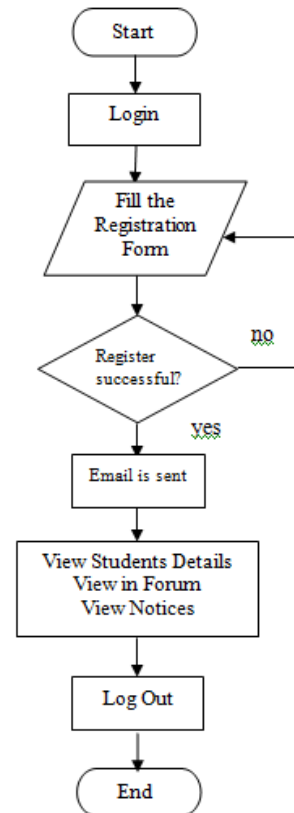 Start
Login
Fill the
Registration
Form
Register
successful?
no
yes
Email is sent
View Students Details
View in Forum
View Notices
Log Out
End